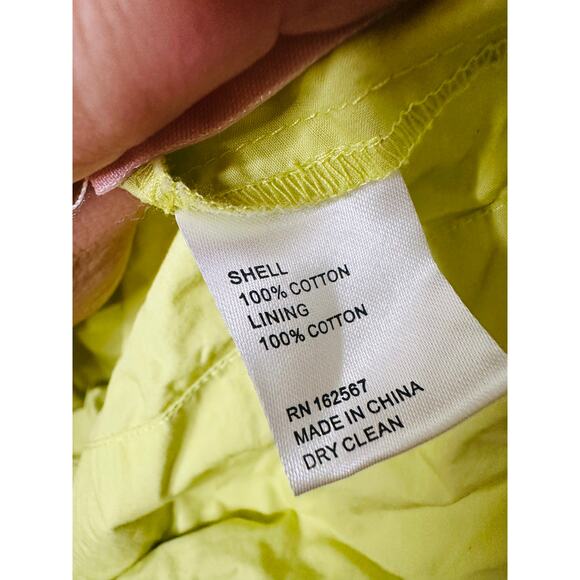 SHELL
100% COTTON
LINING
100% COTTON
RN 162567
MADE IN CHINA
DRY CLEAN